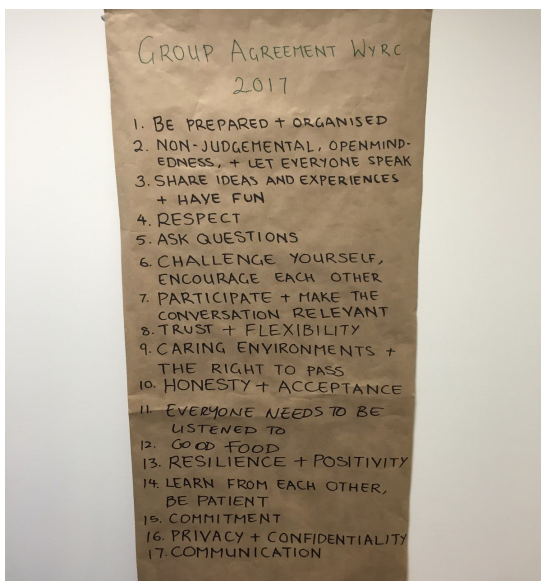 GROUP AGREEMENT WYRC
2017
1. BE PREPARED + ORGANISED
2. NON-JUDGEMENTAL, OPENMIND-
EDNESS, + LET EVERYONE SPEAK
3. SHARE IDEAS AND EXPERIENCES
+ HAVE FUN
4. RESPECT
5. ASK QUESTIONS
6. CHALLENGE YOURSELF,
ENCOURAGE EACH OTHER
7. PARTICIPATE + MAKE THE
CONVERSATION RELEVANT
8. TRUST + FLEXIBILITY
9. CARING ENVIRONMENTS +
THE RIGHT TO PASS
10. HONESTY + ACCEPTANCE
11. EVERYONE NEEDS TO BE
LISTENED TO
12. GOOD FOOD
13. RESILIENCE + POSITIVITY
14. LEARN FROM EACH OTHER,
BE PATIENT
15. COMMITMENT
16. PRIVACY + CONFIDENTIALITY
17. COMMUNICATION